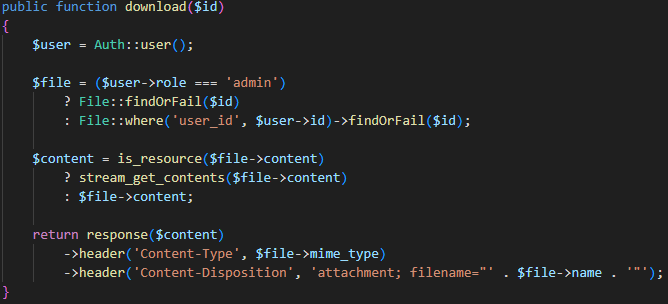 public function download($id)
{
    $user = Auth::user();

    $file = ($user->role === 'admin')
        ? File::findOrFail($id)
        : File::where('user_id', $user->id)->findOrFail($id);

    $content = is_resource($file->content)
        ? stream_get_contents($file->content)
        : $file->content;

    return response($content)
        ->header('Content-Type', $file->mime_type)
        ->header('Content-Disposition', 'attachment; filename="' . $file->name . '"');
}